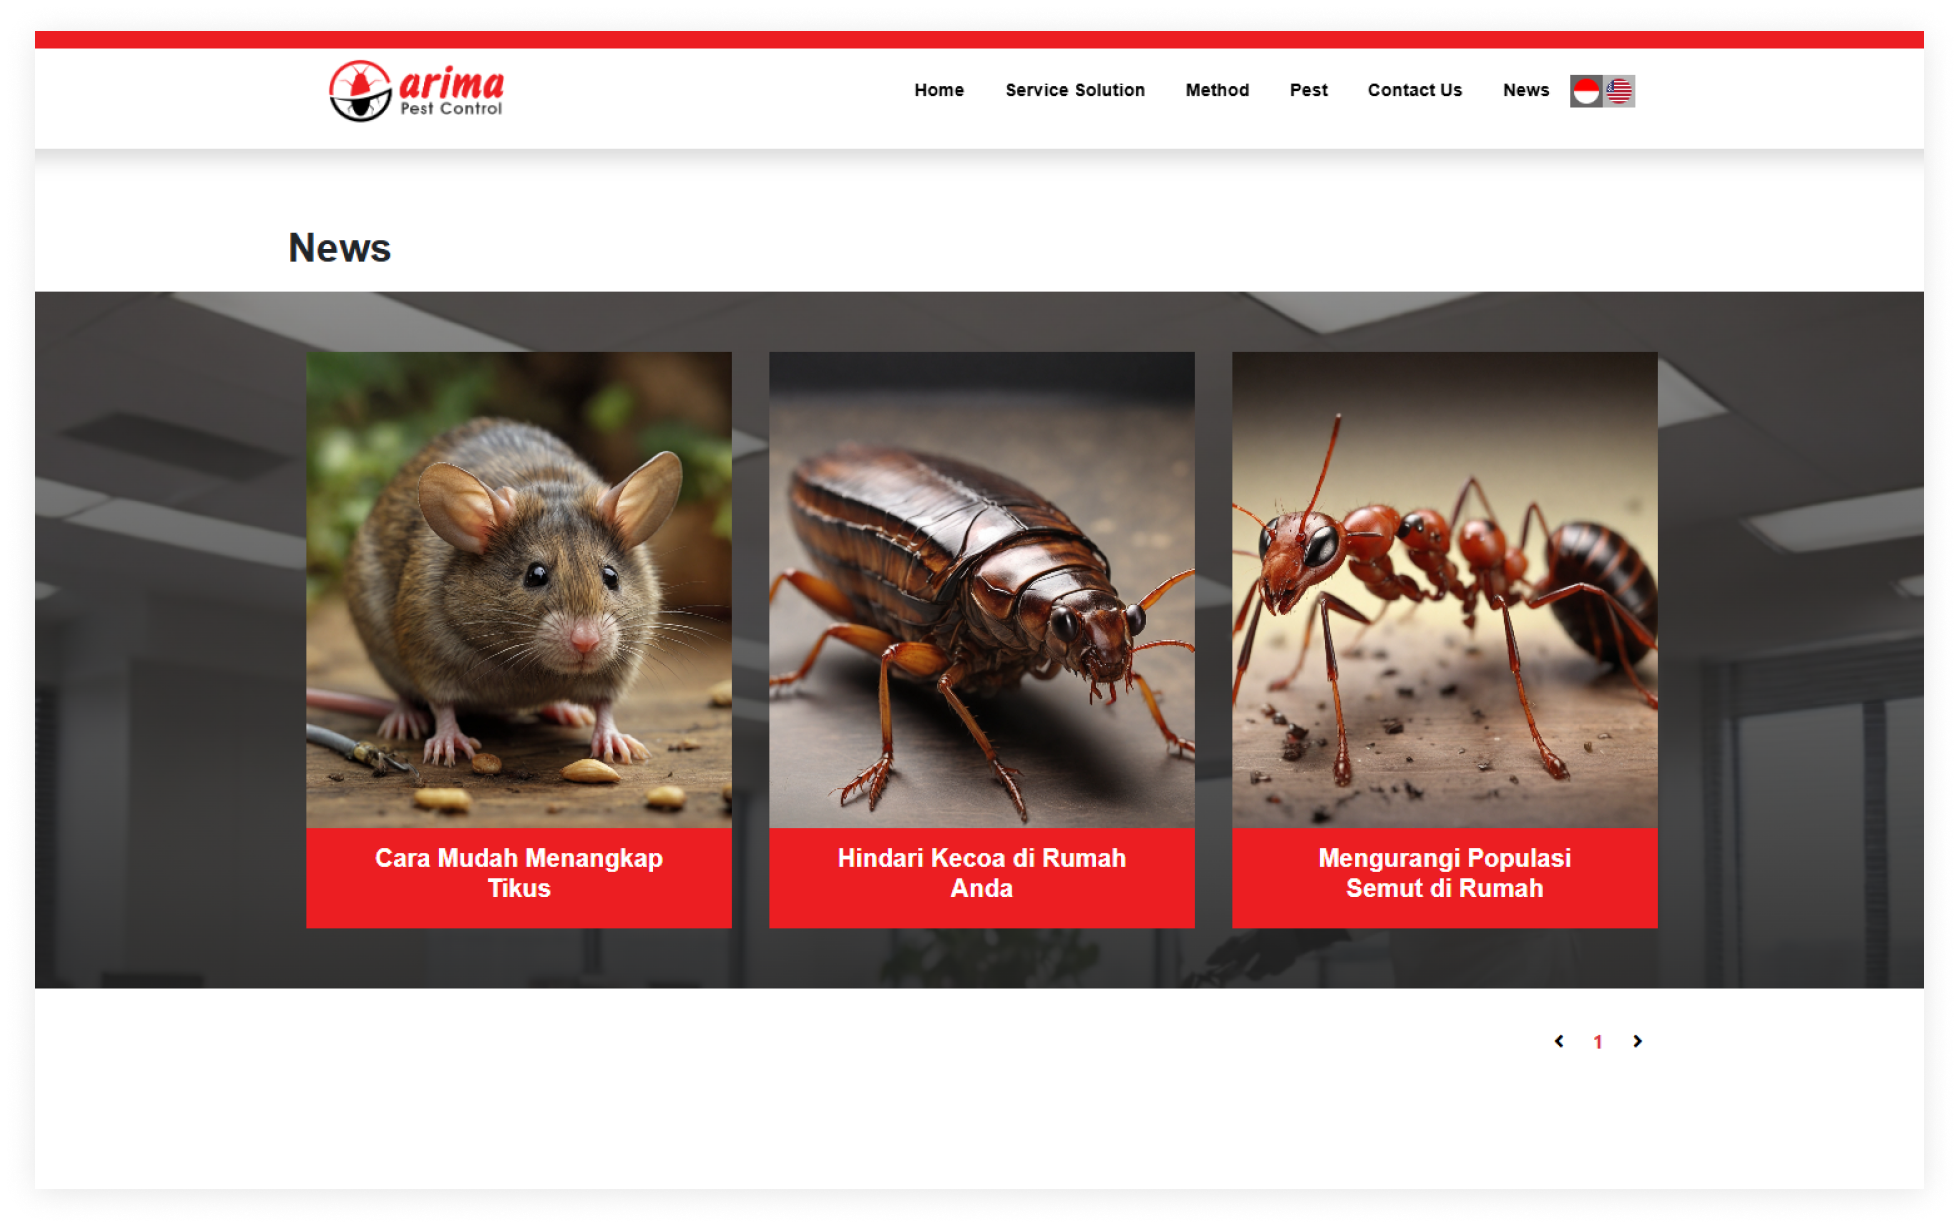 arima
Pest Control
Home Service Solution Method Pest Contact Us News
News
Cara Mudah Menangkap
Tikus
Hindari Kecoa di Rumah
Anda
Mengurangi Populasi
Semut di Rumah
1